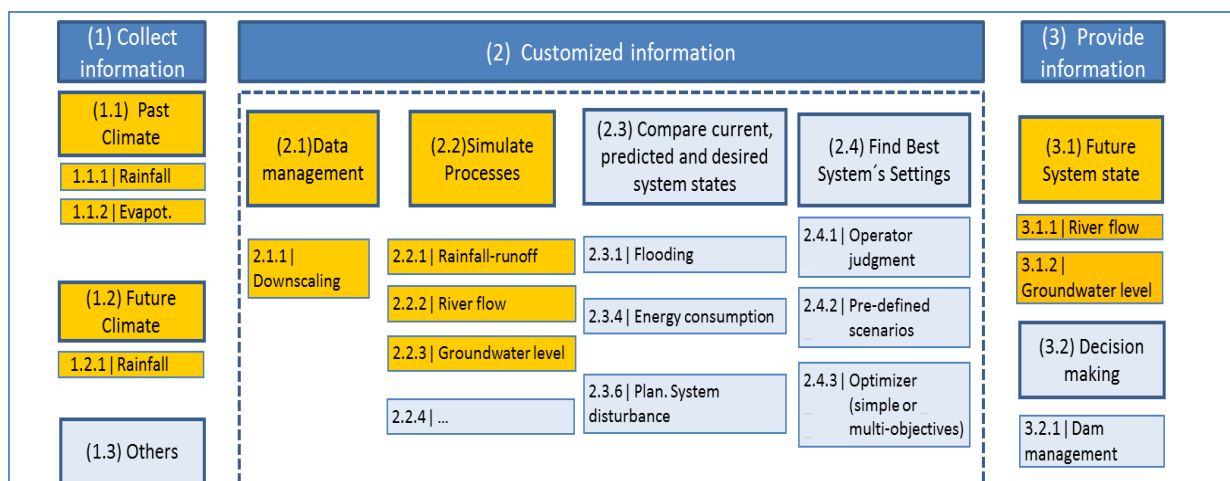 (1) Collect
information
(1.1) Past
Climate
1.1.1 | Rainfall
1.1.2 | Evapot.
(1.2) Future
Climate
1.2.1 | Rainfall
(1.3) Others
(2) Customized information
(2.1)Data
management
2.1.1 |
Downscaling
(2.2)Simulate
Processes
2.2.1 | Rainfall-runoff
2.2.2 | River flow
2.2.3 | Groundwater level
2.2.4 | ...
(2.3) Compare current,
predicted and desired
system states
2.3.1 | Flooding
2.3.4 | Energy consumption
2.3.6 | Plan. System
disturbance
(2.4) Find Best
System´s Settings
2.4.1 | Operator
judgment
2.4.2 | Pre-defined
_ scenarios
2.4.3 | Optimizer
_ (simple or _
_ multi-objectives)
(3) Provide
information
(3.1) Future
System state
3.1.1 | River flow
3.1.2 |
Groundwater level
(3.2) Decision
making
3.2.1 | Dam
management